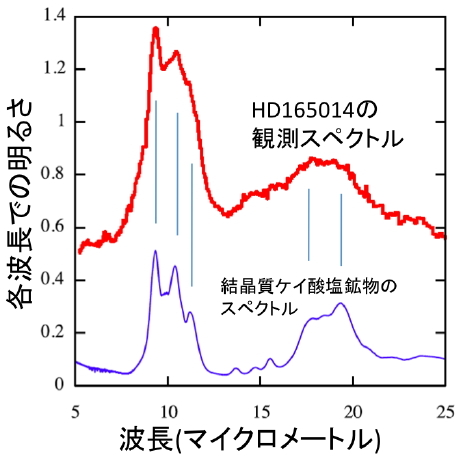 1.4
1.2
1
0.8
0.6
0.4
0.2
0
各波長での明るさ
HD165014の
観測スペクトル
結晶質ケイ酸塩鉱物の
スペクトル
5 10 15 20 25
波長(マイクロメートル)